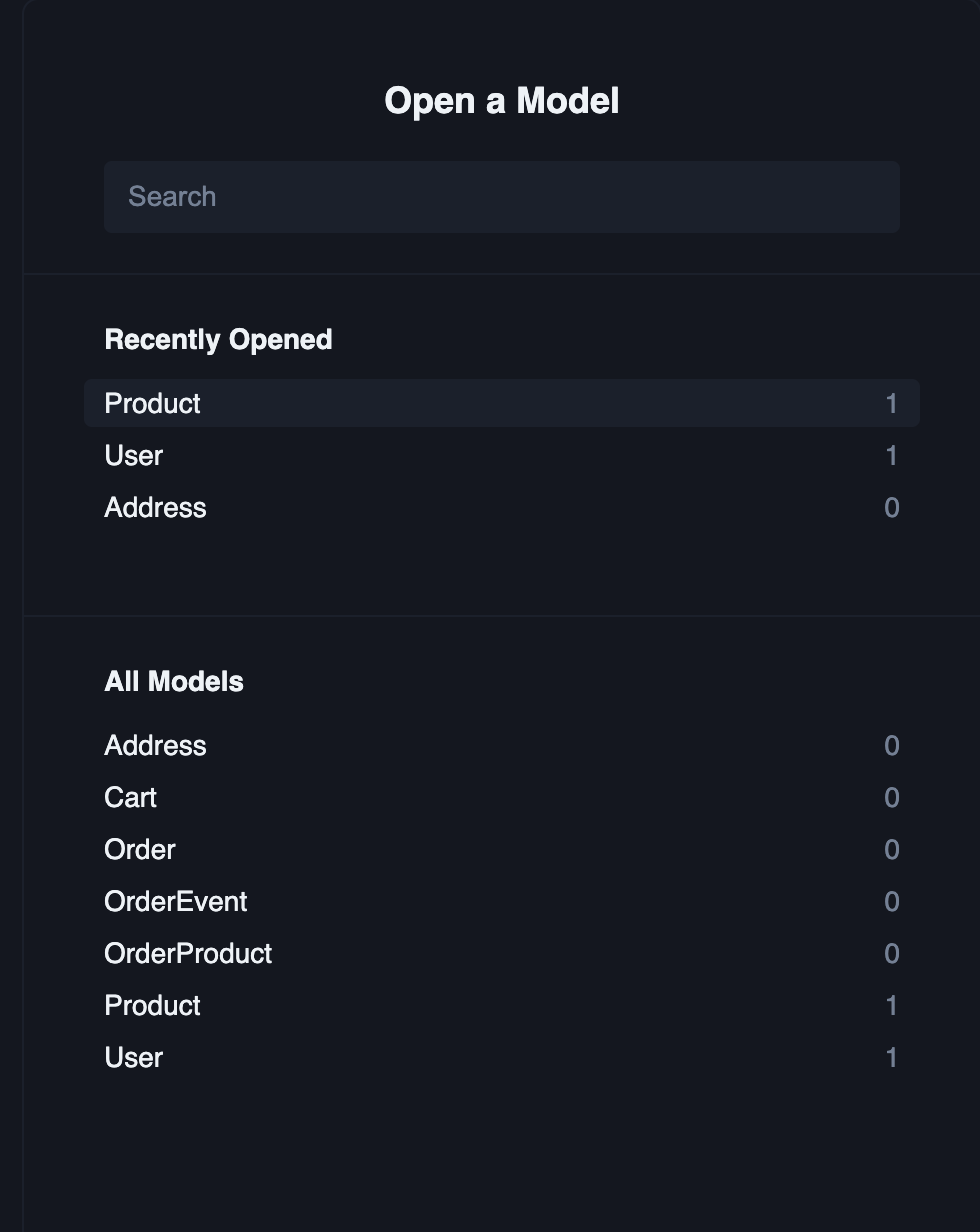 Open a Model
Search
Recently Opened
Product 1
User 1
Address 0
All Models
Address 0
Cart 0
Order 0
OrderEvent 0
OrderProduct 0
Product 1
User 1